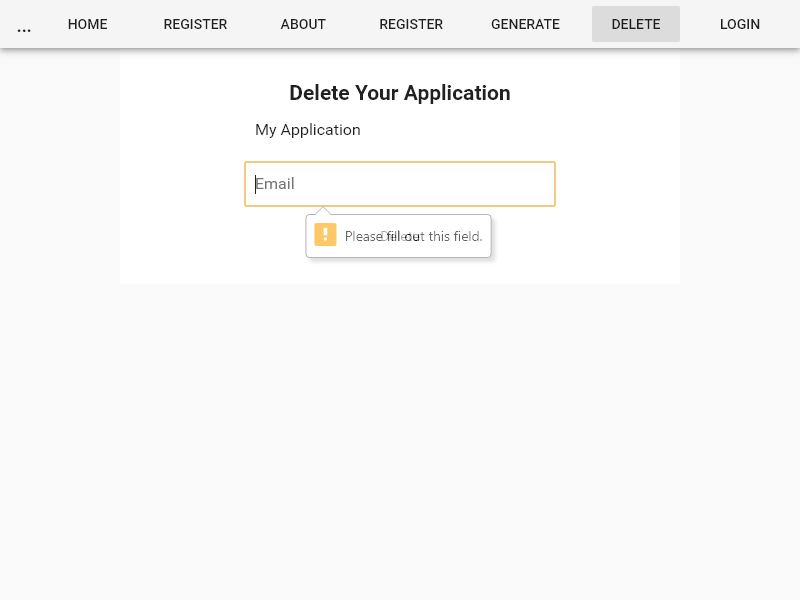 ... HOME REGISTER ABOUT REGISTER GENERATE DELETE LOGIN
Delete Your Application
My Application
Email
Please fill out this field.